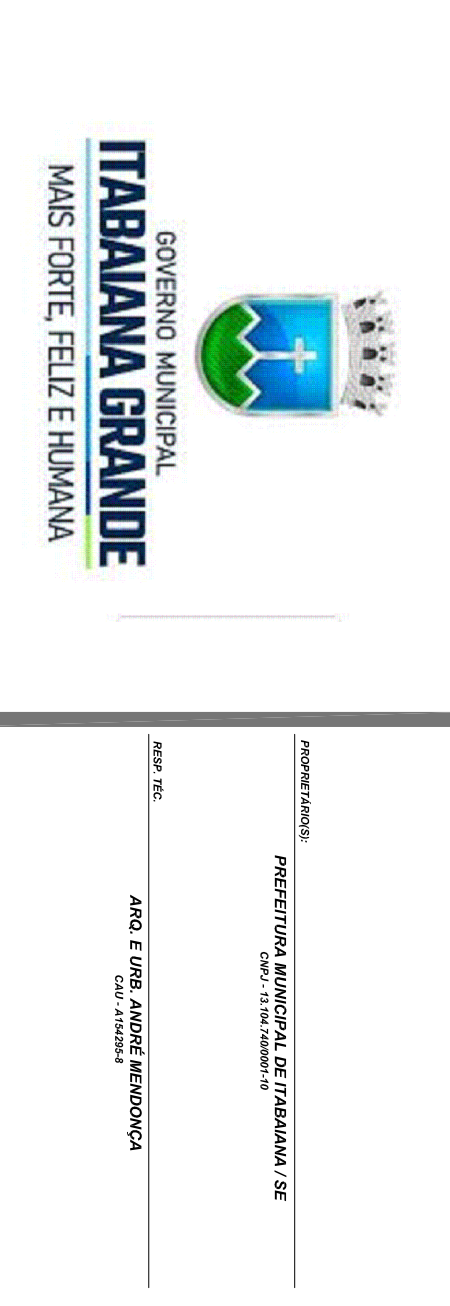 GOVERNO MUNICIPAL
ITABAIANA GRANDE
MAIS FORTE, FELIZ E HUMANA
PROPRIETÁRIO(S):
PREFEITURA MUNICIPAL DE ITABAIANA / SE
CNPJ - 13.104.740/0001-10
RESP. TÉC.
ARQ. E URB. ANDRÉ MENDONÇA
CAU - A154295-8